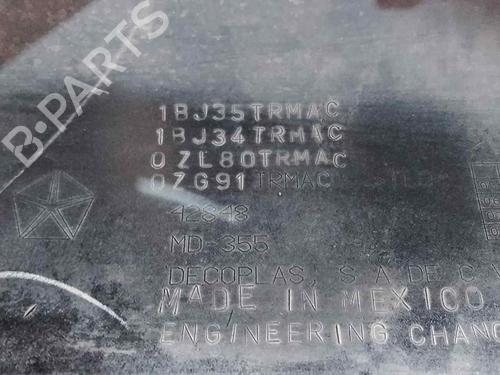 B-PARTS
1BJ35TRMAC
1BJ34TRMAC
0ZL80TRMAC
0ZG91TRMAC
42848
MD-355
DECOPLAS, S.A.DE C.
MADE IN MEXICO.
ENGINEERING CHANG